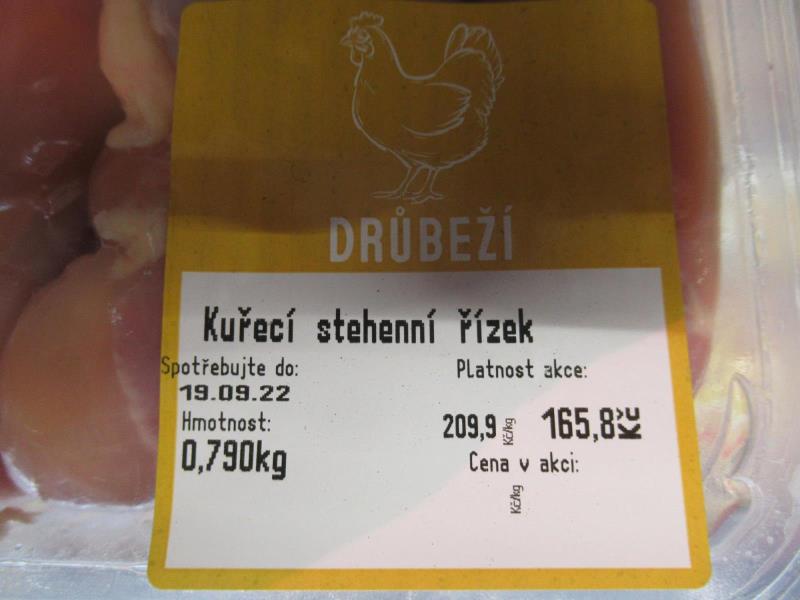 DRŮBEŽÍ
Kuřecí stehenní řízek
Spotřebujte do:
19.09.22
Hmotnost:
0,790kg
Platnost akce:
209,9 Kč/kg 165,8 Kč
Cena v akci:
Kč/kg